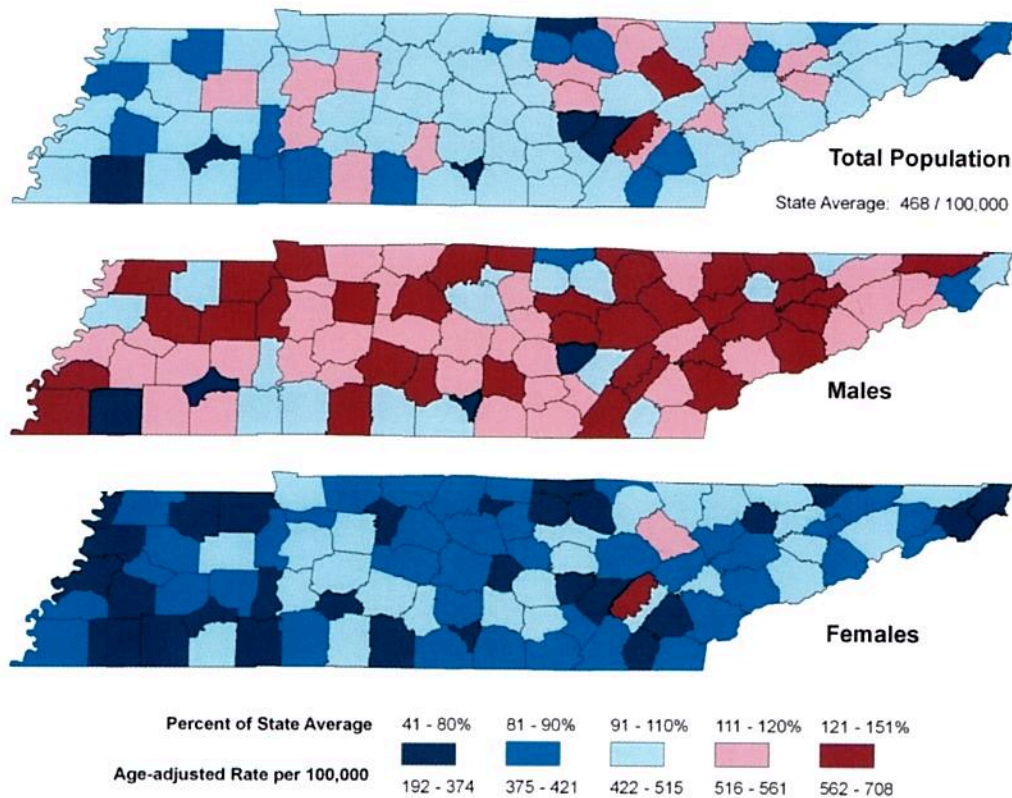 Total Population
State Average: 468 / 100,000
Males
Females
Percent of State Average 41 - 80% 81 - 90% 91 - 110% 111 - 120% 121 - 151%
Age-adjusted Rate per 100,000 192 - 374 375 - 421 422 - 515 516 - 561 562 - 708